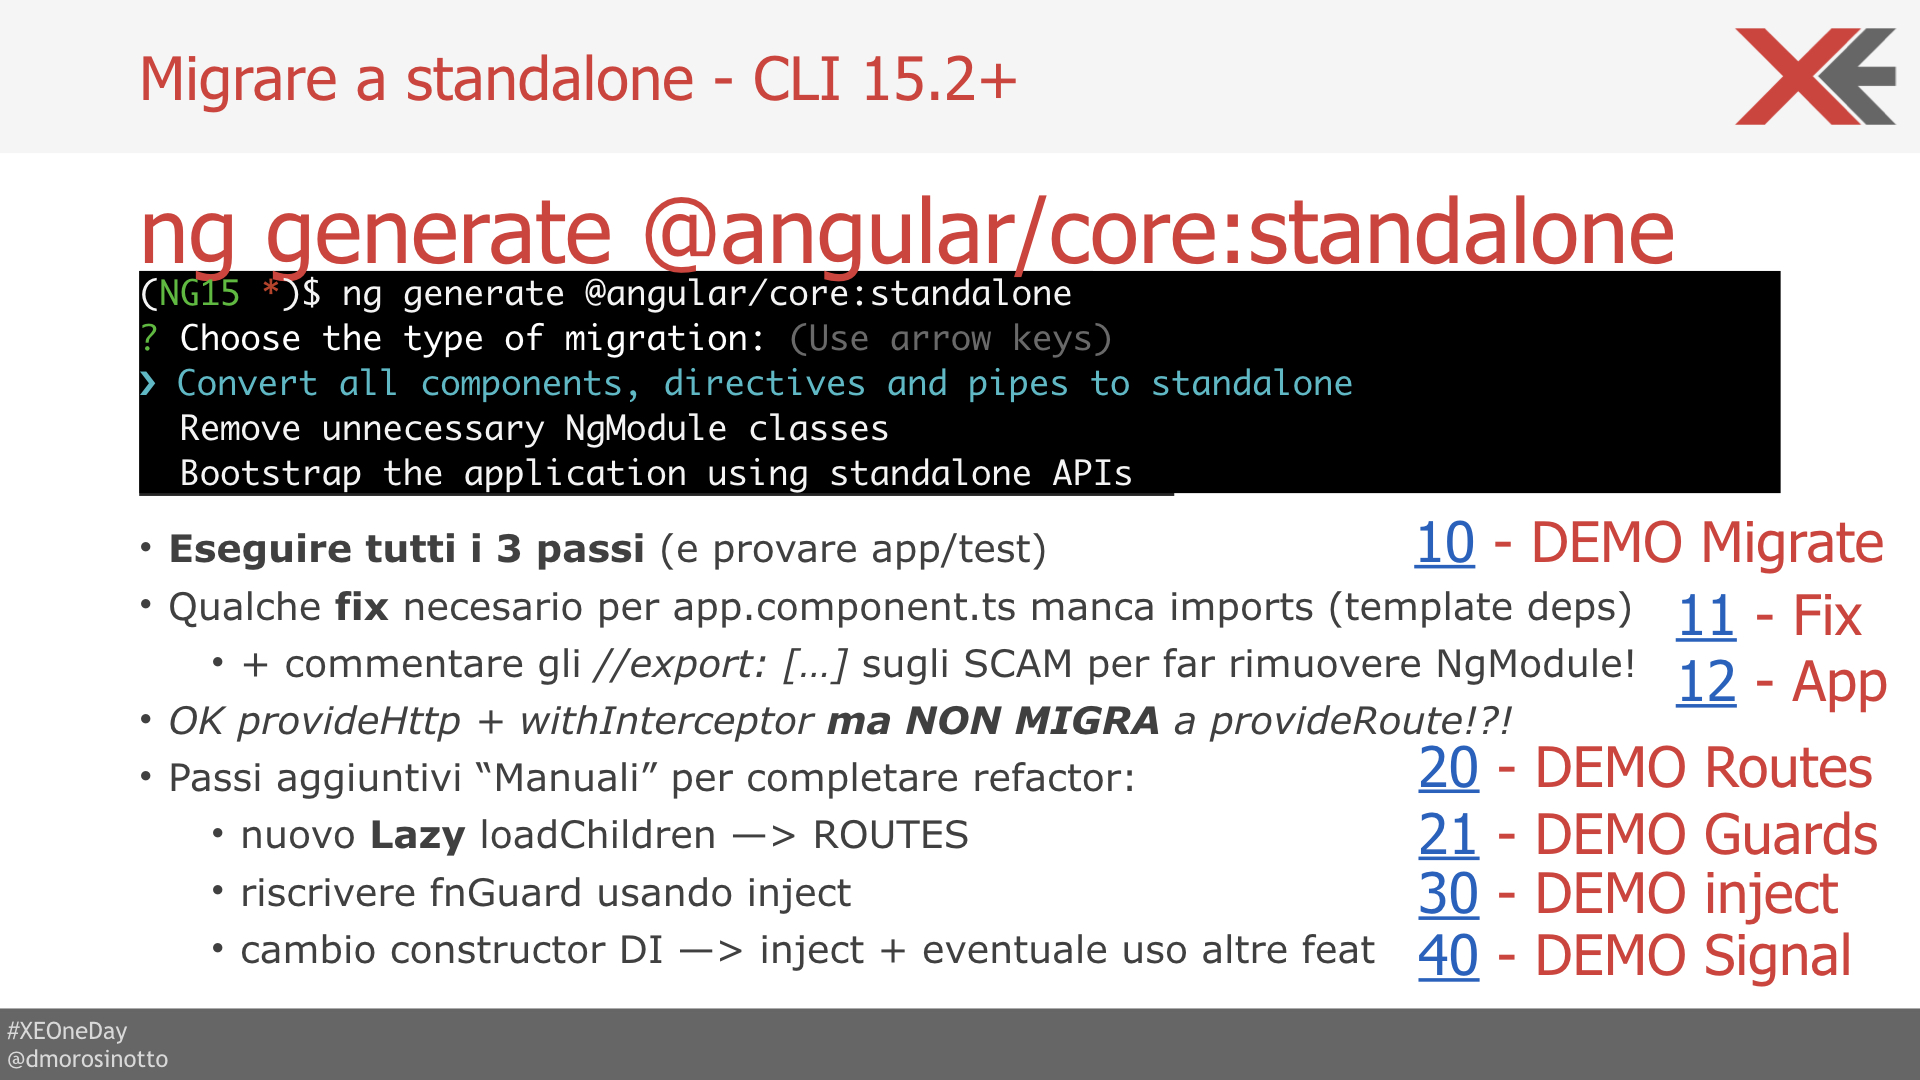 Migrare a standalone - CLI 15.2+
XE
ng generate @angular/core:standalone
(NG15 *)$ ng generate @angular/core:standalone
? Choose the type of migration: (Use arrow keys)
❯ Convert all components, directives and pipes to standalone
Remove unnecessary NgModule classes
Bootstrap the application using standalone APIs
• Eseguire tutti i 3 passi (e provare app/test)
10 - DEMO Migrate
• Qualche fix necesario per app.component.ts manca imports (template deps)
11 - Fix
• + commentare gli //export: […] sugli SCAM per far rimuovere NgModule!
12 - App
• OK provideHttp + withInterceptor ma NON MIGRA a provideRoute!?!
• Passi aggiuntivi “Manuali” per completare refactor:
20 - DEMO Routes
• nuovo Lazy loadChildren —> ROUTES
21 - DEMO Guards
• riscrivere fnGuard usando inject
30 - DEMO inject
• cambio constructor DI —> inject + eventuale uso altre feat
40 - DEMO Signal
#XEOneDay
@dmorosinotto